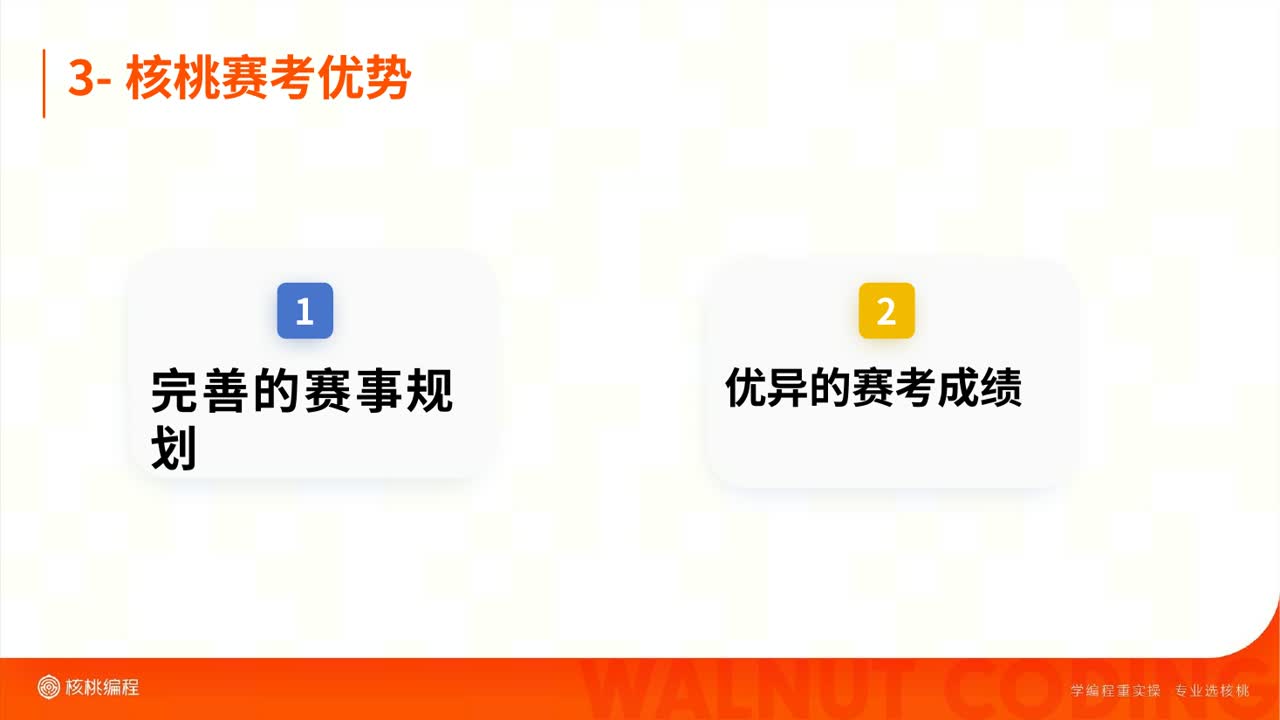 3- 核桃赛考优势
1
完善的赛事规
划
2
优异的赛考成绩
核桃编程
WALNUT CODING
学编程重实操 专业选核桃